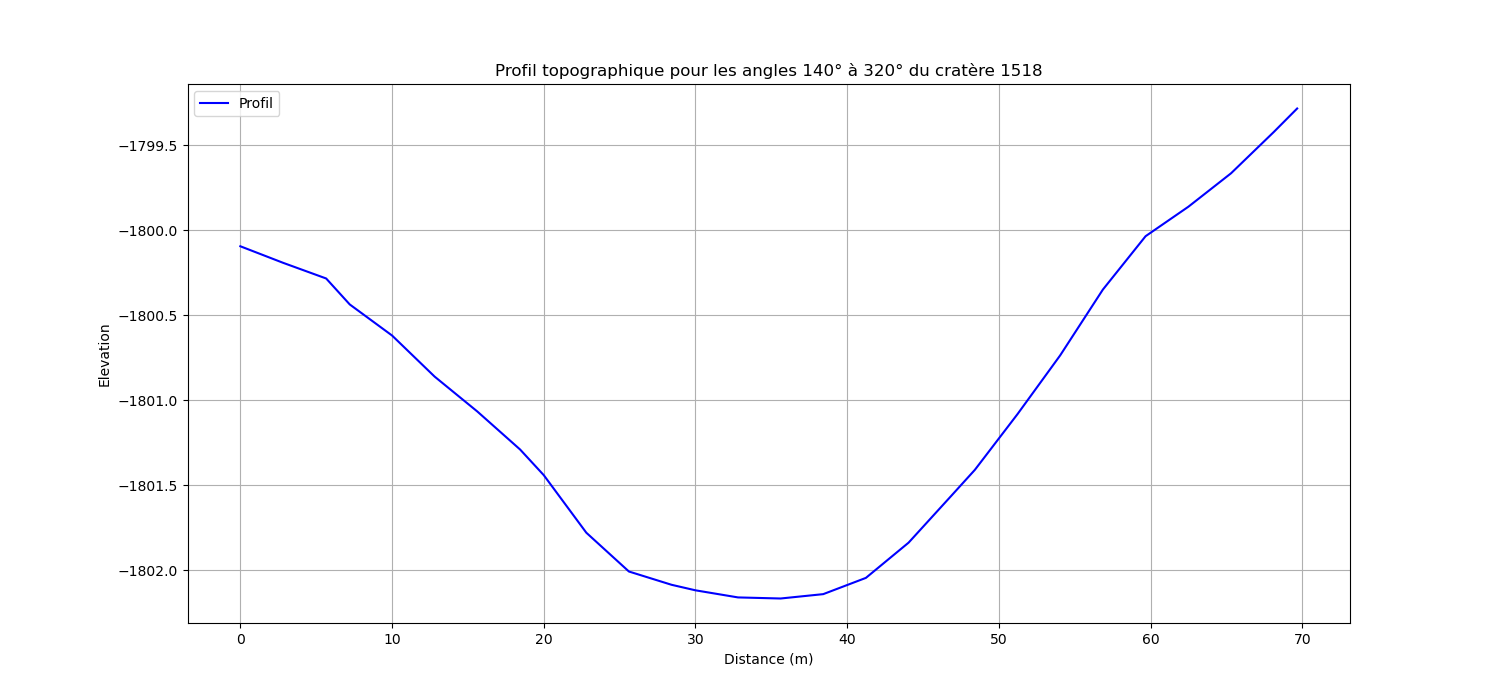 Profil topographique pour les angles 140° à 320° du cratère 1518
Profil
Elevation
−1799.5
−1800.0
−1800.5
−1801.0
−1801.5
−1802.0
0 10 20 30 40 50 60 70
Distance (m)